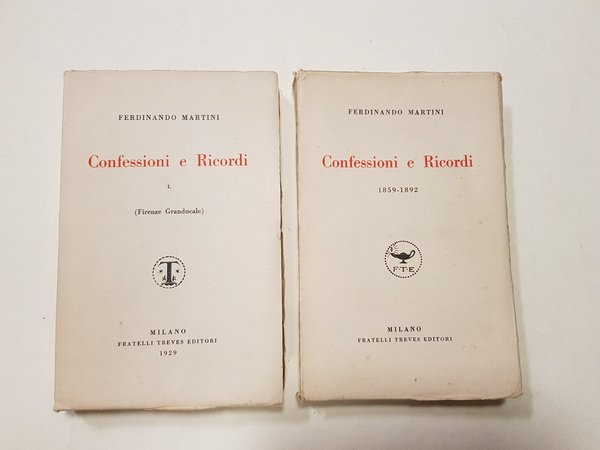 FERDINANDO MARTINI
Confessioni e Ricordi
I.
(Firenze Granducale)
T
MILANO
FRATELLI TREVES EDITORI
1929
FERDINANDO MARTINI
Confessioni e Ricordi
1859-1892
F·T·E
MILANO
FRATELLI TREVES EDITORI